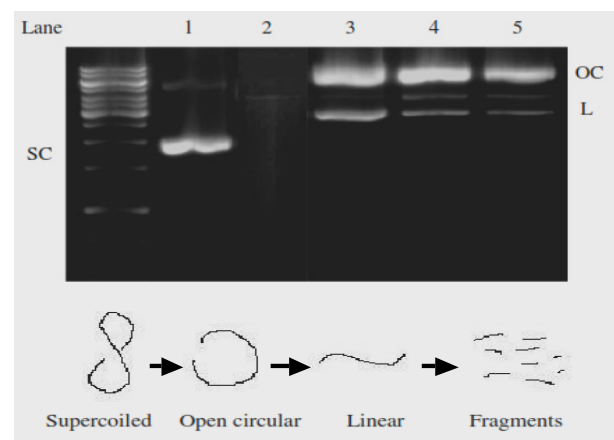 Lane 1 2 3 4 5
OC
L
SC
Supercoiled Open circular Linear Fragments